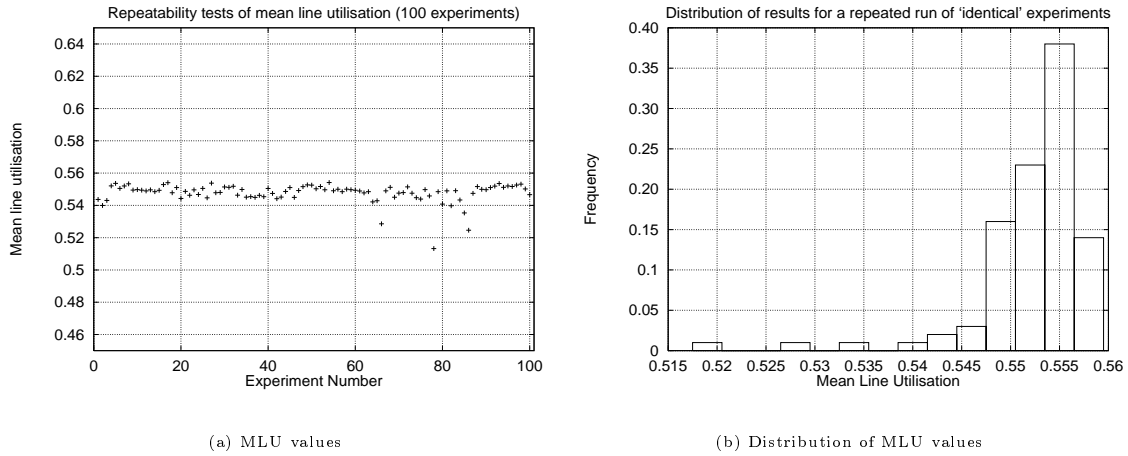 Repeatability tests of mean line utilisation (100 experiments)
0.64
0.62
0.6
0.58
0.56
0.54
0.52
0.5
0.48
0.46
Mean line utilisation
0 20 40 60 80 100
Experiment Number
(a) MLU values
Distribution of results for a repeated run of ‘identical’ experiments
0.40
0.35
0.30
0.25
0.20
0.15
0.1
0.05
0
Frequency
0.515 0.52 0.525 0.53 0.535 0.54 0.545 0.55 0.555 0.56
Mean Line Utilisation
(b) Distribution of MLU values